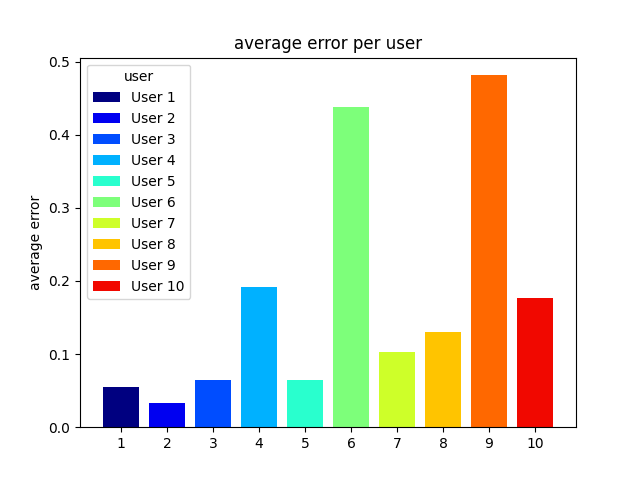 average error per user
0.5
0.4
0.3
0.2
0.1
0.0
average error
user
User 1
User 2
User 3
User 4
User 5
User 6
User 7
User 8
User 9
User 10
1 2 3 4 5 6 7 8 9 10